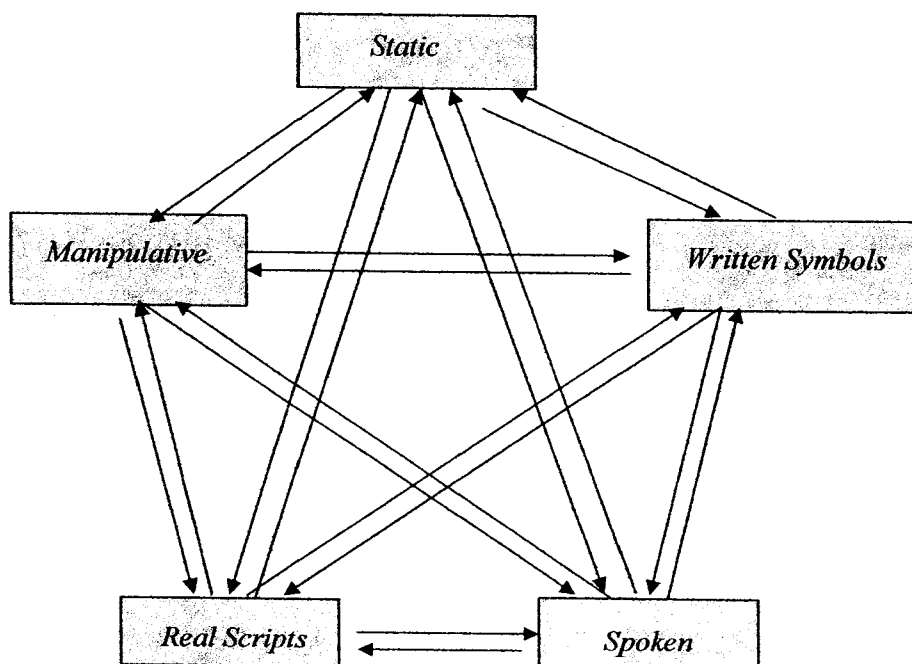 Static
Manipulative
Written Symbols
Real Scripts
Spoken